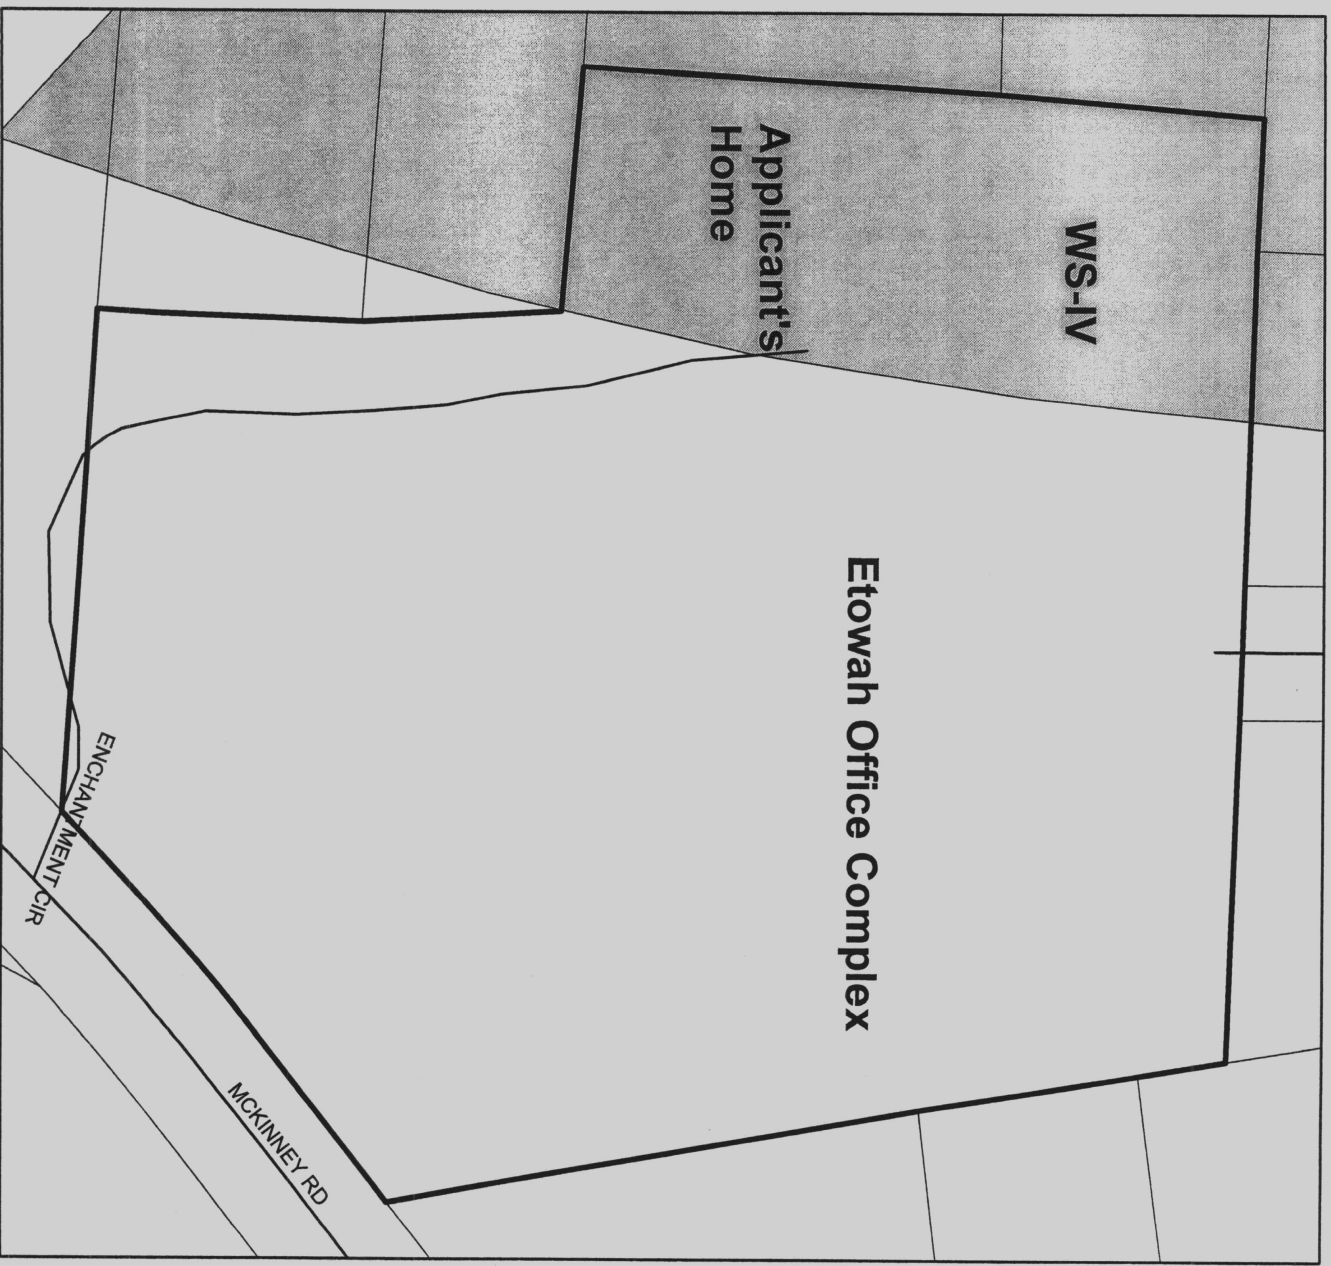 WS-IV
Applicant's
Home
Etowah Office Complex
ENCHANTMENT CIR
MCKINNEY RD